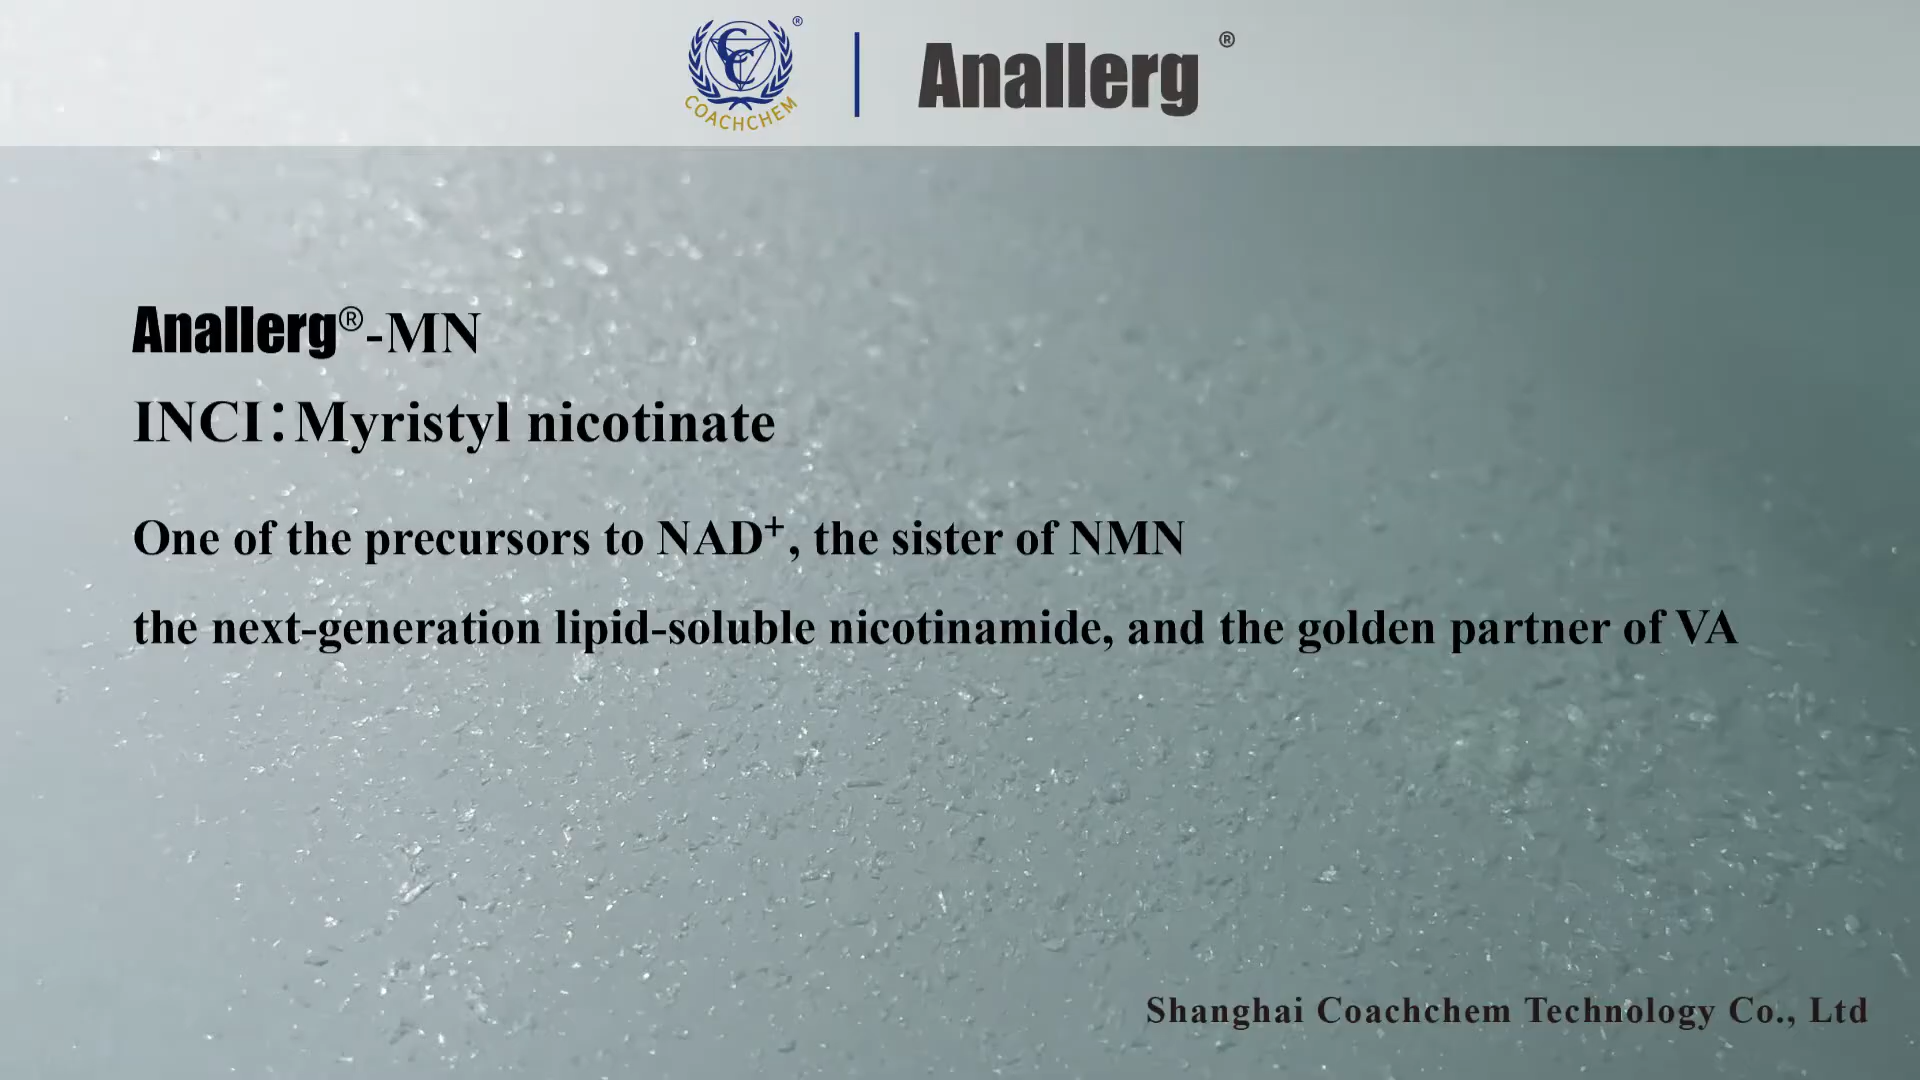 CC
®
COACHCHEM
Anallerg ®
Anallerg®-MN
INCI：Myristyl nicotinate
One of the precursors to NAD⁺, the sister of NMN
the next-generation lipid-soluble nicotinamide, and the golden partner of VA
Shanghai Coachchem Technology Co., Ltd